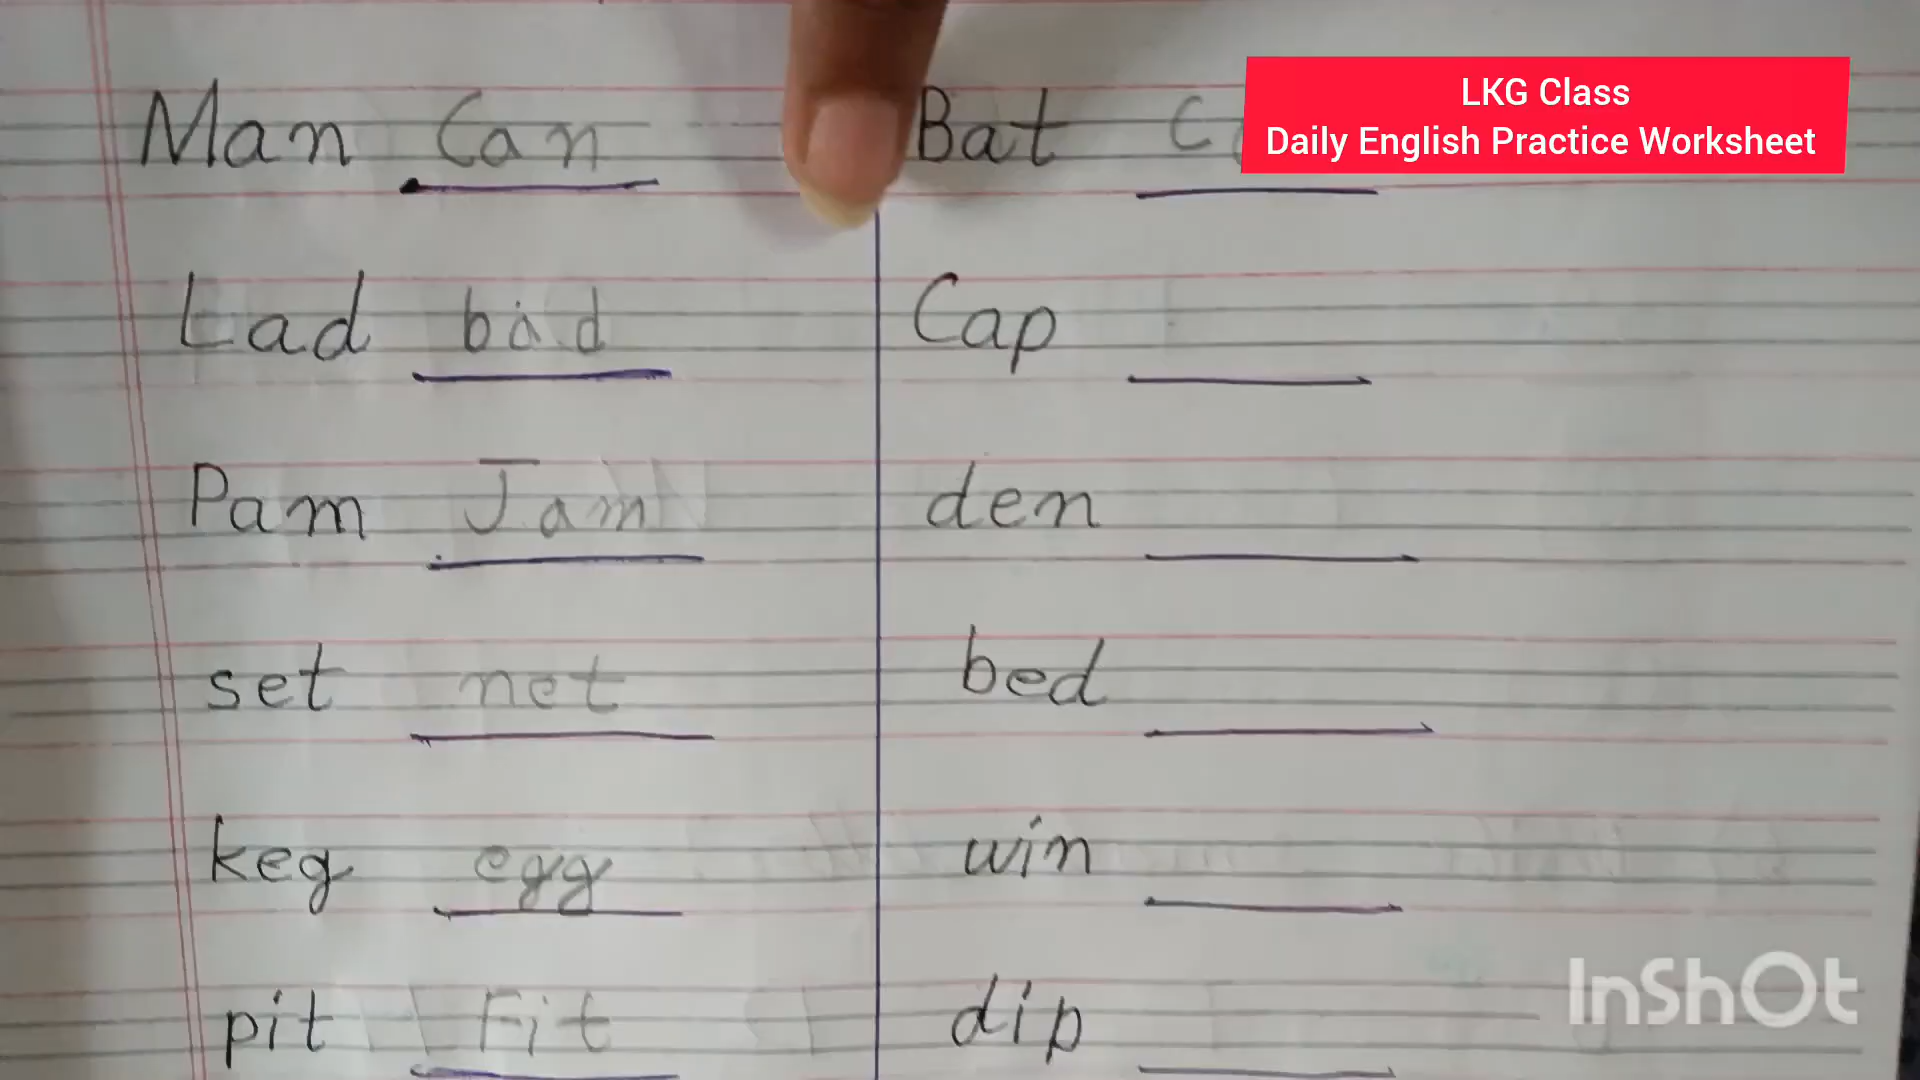 LKG Class
Daily English Practice Worksheet
Man Can
Bat
Lad bad
Cap
Pam Jam
den
set net
bed
keg egg
win
pit Fit
dip
InShOt